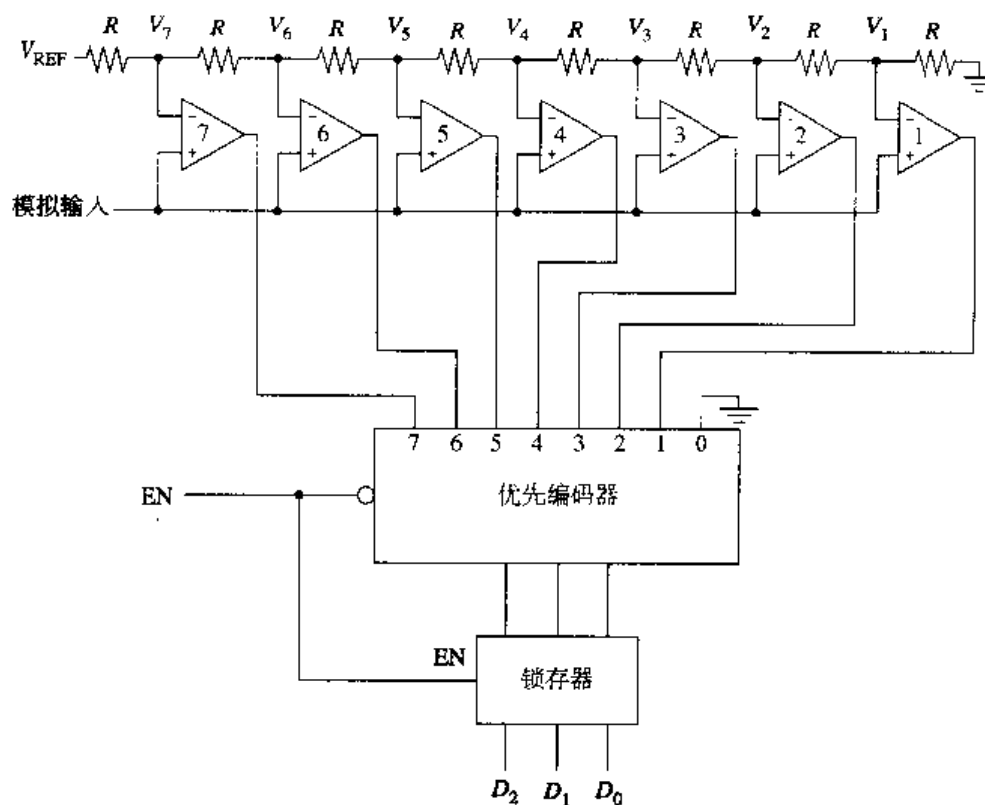 R V₇ R V₆ R V₅ R V₄ R V₃ R V₂ R V₁ R
V_REF
7 6 5 4 3 2 1
- - - - - - -
+ + + + + + +
模拟输入
7 6 5 4 3 2 1 0
EN
优先编码器
EN
锁存器
D₂ D₁ D₀